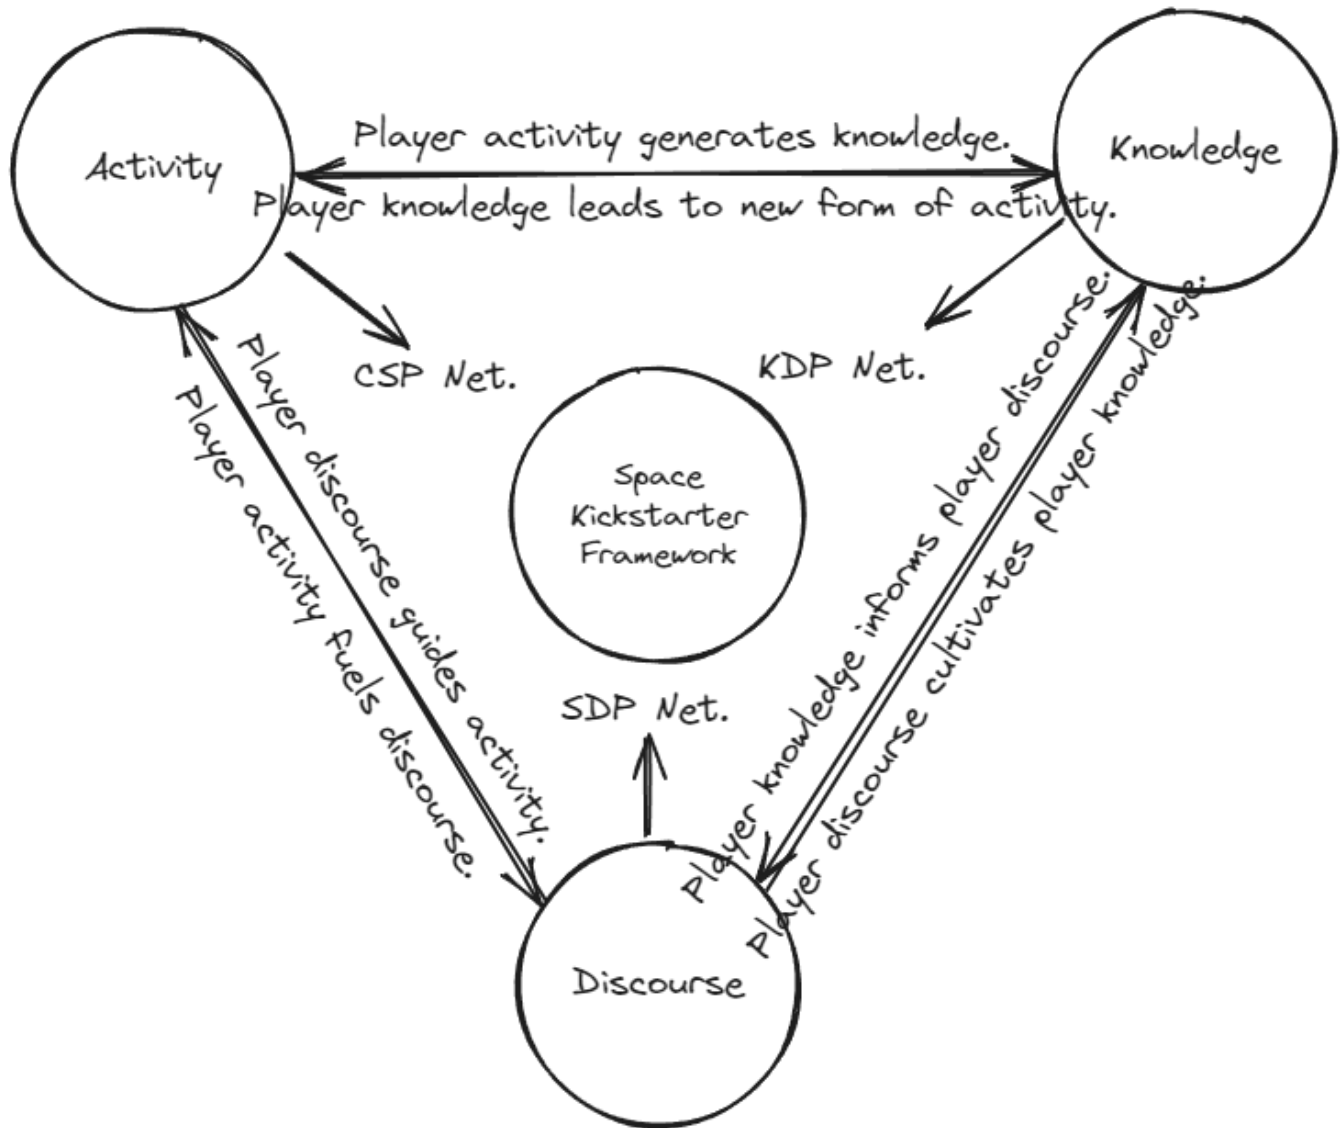 Activity
Knowledge
Player activity generates knowledge.
Player knowledge leads to new form of activity.
CSP Net.
KDP Net.
Player discourse guides activity.
Player activity fuels discourse.
Space
Kickstarter
Framework
Player knowledge informs player discourse.
Player discourse cultivates player knowledge.
SDP Net.
Discourse